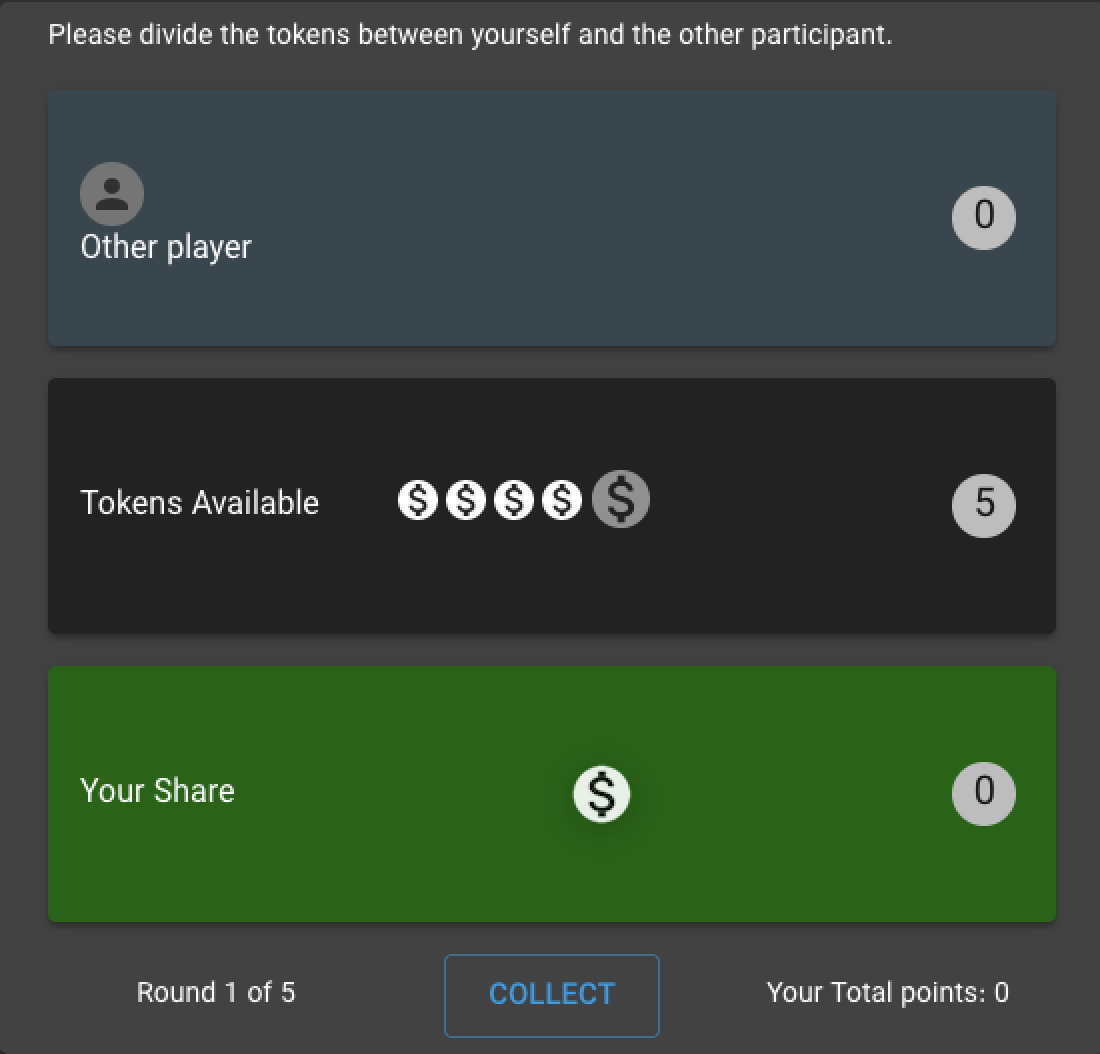 Please divide the tokens between yourself and the other participant.
0
Other player
Tokens Available $ $ $ $ $ 5
Your Share $ 0
Round 1 of 5 COLLECT Your Total points: 0